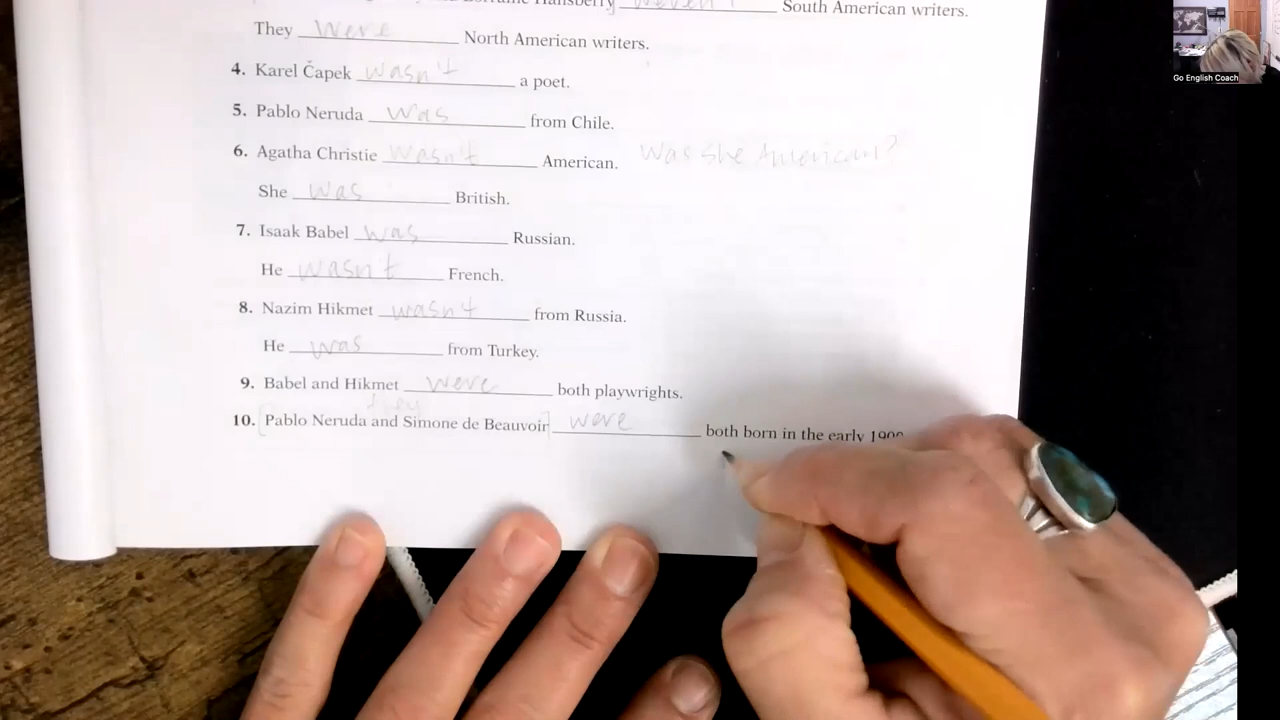 South American writers.
They were North American writers.
4. Karel Čapek wasn't a poet.
5. Pablo Neruda was from Chile.
6. Agatha Christie wasn't American. Was she American?
She was British.
7. Isaak Babel was Russian.
He wasn't French.
8. Nazim Hikmet wasn't from Russia.
He was from Turkey.
9. Babel and Hikmet were both playwrights.
they
10. [Pablo Neruda and Simone de Beauvoir] were both born in the early
Go English Coach